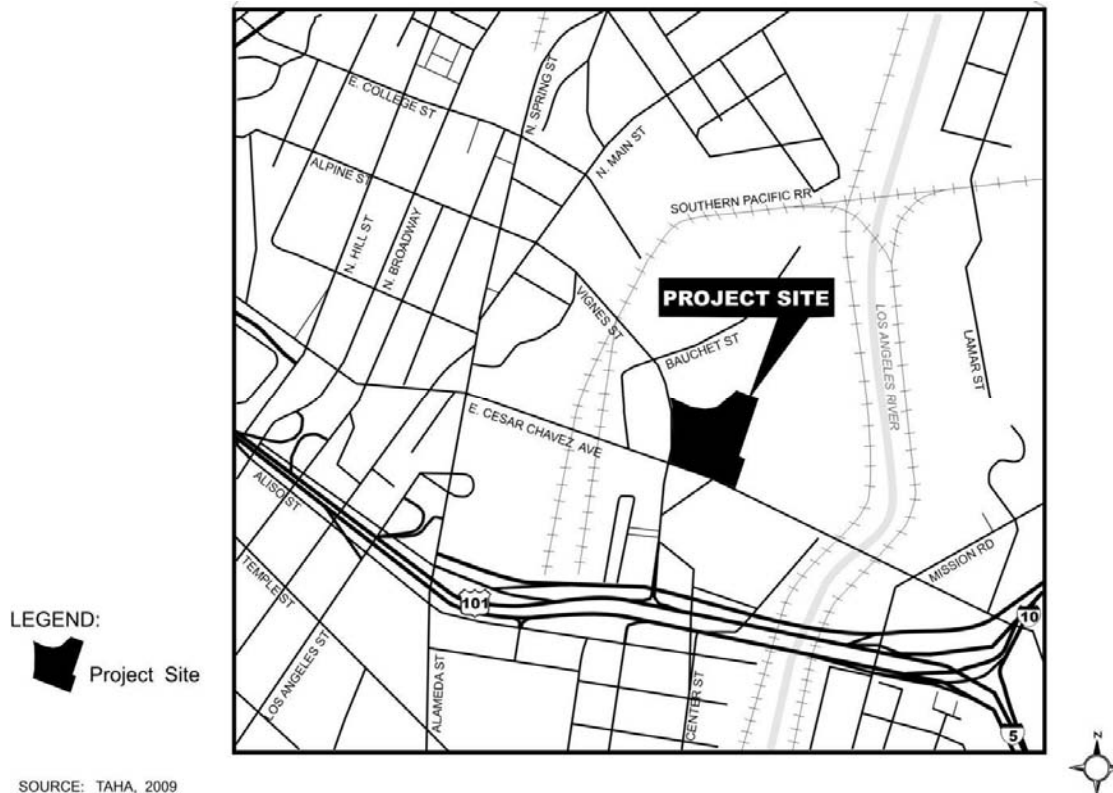 E. COLLEGE ST
N. SPRING ST
N. MAIN ST
ALPINE ST
SOUTHERN PACIFIC RR
N. HILL ST
N. BROADWAY
PROJECT SITE
VIGNES ST
BAUCHET ST
LOS ANGELES RIVER
LAMAR ST
E. CESAR CHAVEZ AVE
ALISO ST
TEMPLE ST
MISSION RD
101
10
LEGEND:
Project Site
LOS ANGELES ST
ALAMEDA ST
CENTER ST
5
N
SOURCE: TAHA, 2009